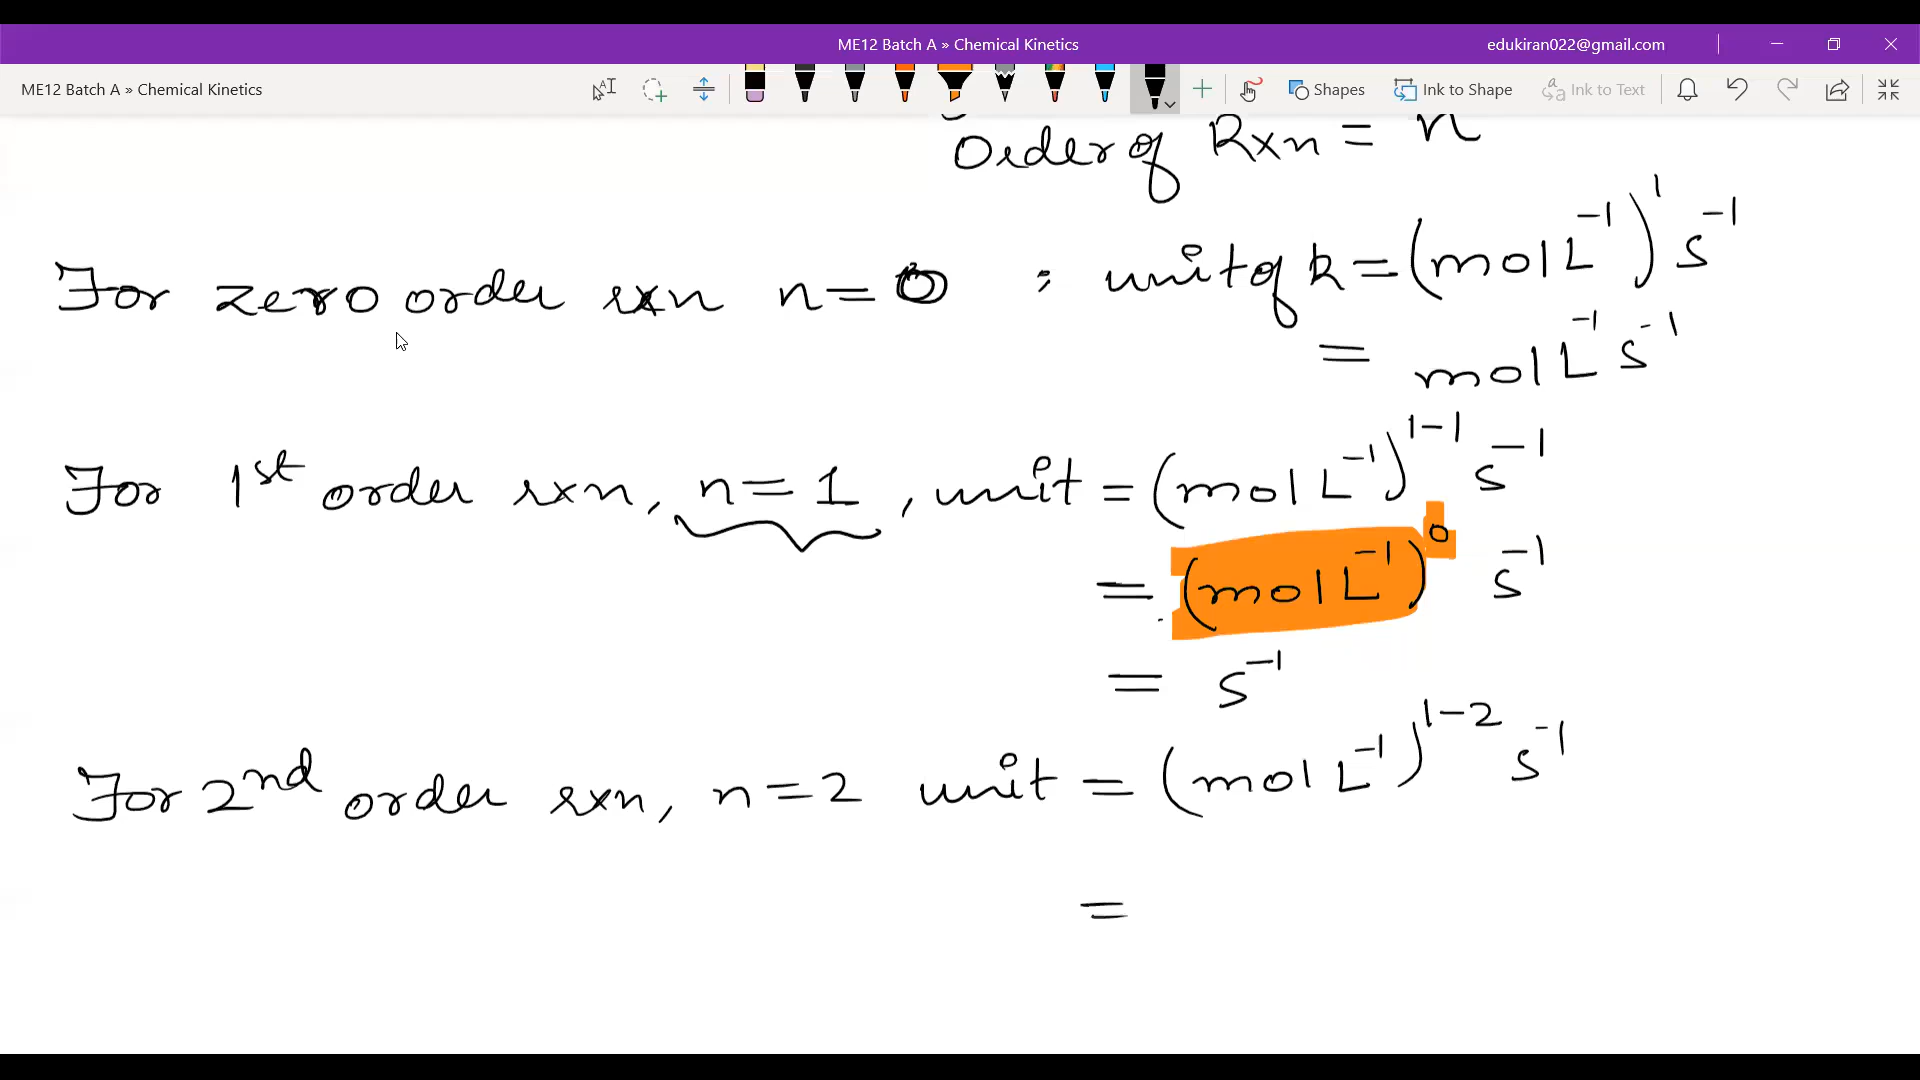 ME12 Batch A » Chemical Kinetics
edukiran022@gmail.com
ME12 Batch A » Chemical Kinetics
Shapes
Ink to Shape
Ink to Text
Order of Rxn = n
For zero order rxn n = 0 : unit of k = (mol L⁻¹)¹ s⁻¹
= mol L⁻¹ s⁻¹
For 1st order rxn, n = 1 , unit = (mol L⁻¹)¹⁻¹ s⁻¹
= (mol L⁻¹)⁰ s⁻¹
= s⁻¹
For 2nd order rxn, n = 2 unit = (mol L⁻¹)¹⁻² s⁻¹
=